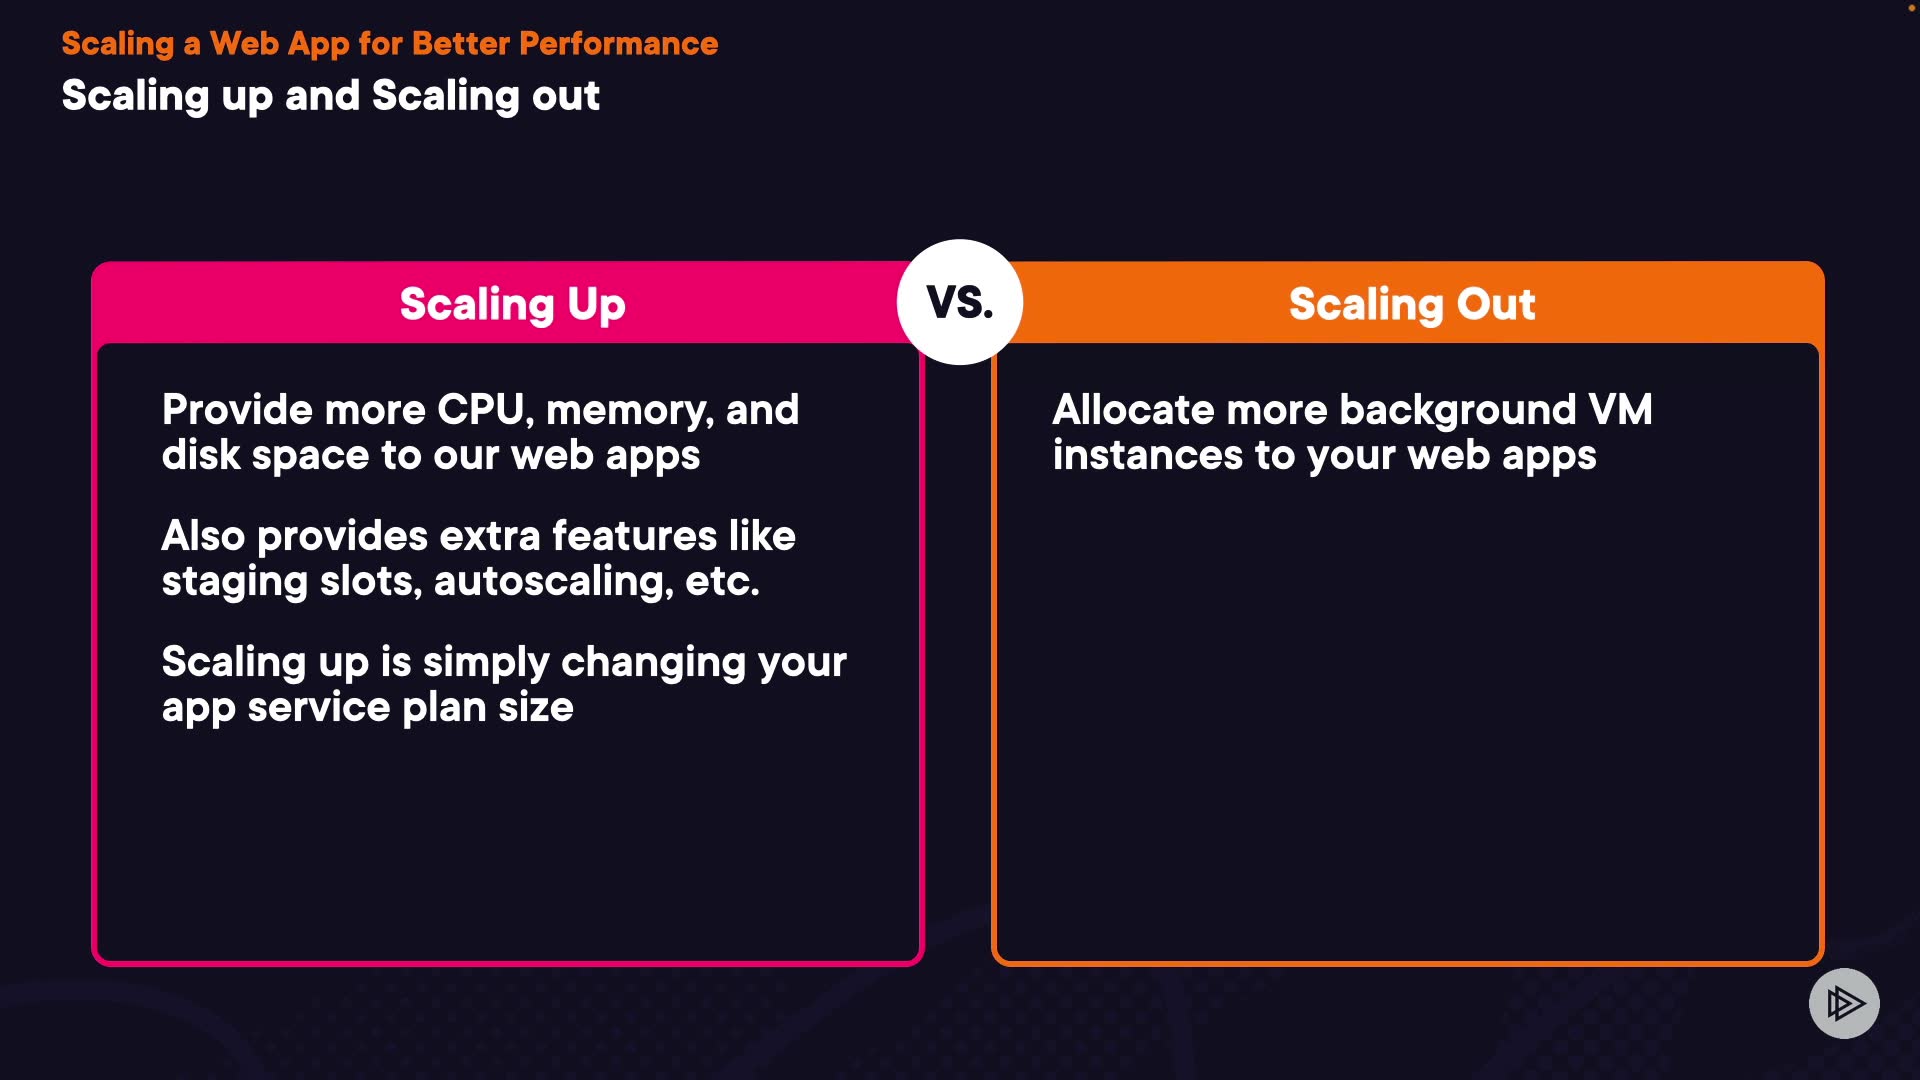 Scaling a Web App for Better Performance
Scaling up and Scaling out
Scaling Up
VS.
Scaling Out
Provide more CPU, memory, and
disk space to our web apps
Also provides extra features like
staging slots, autoscaling, etc.
Scaling up is simply changing your
app service plan size
Allocate more background VM
instances to your web apps